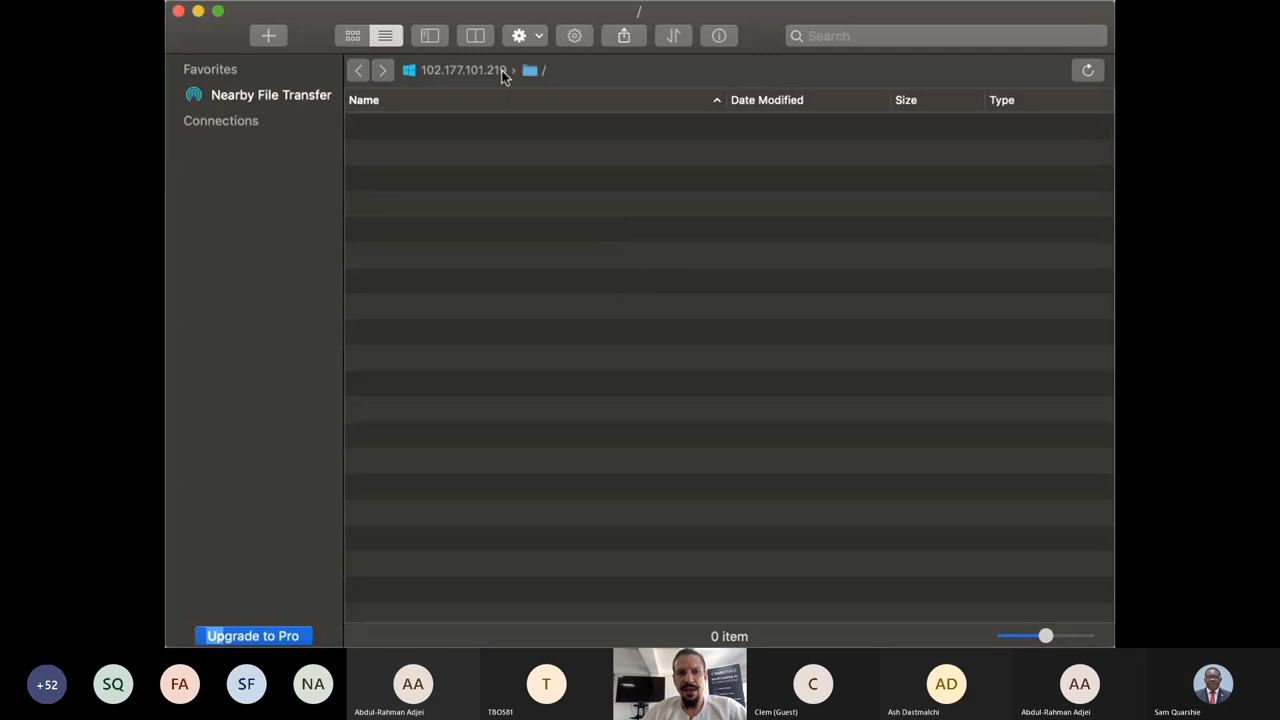 /
Search
Favorites
Nearby File Transfer
Connections
102.177.101.219 › /
Name Date Modified Size Type
Upgrade to Pro
0 item
+52
SQ
FA
SF
NA
AA
T
C
AD
AA
Abdul-Rahman Adjei
TBOS81
DARKTRACE
Clem (Guest)
Ash Dastmalchi
Abdul-Rahman Adjei
Sam Quarshie